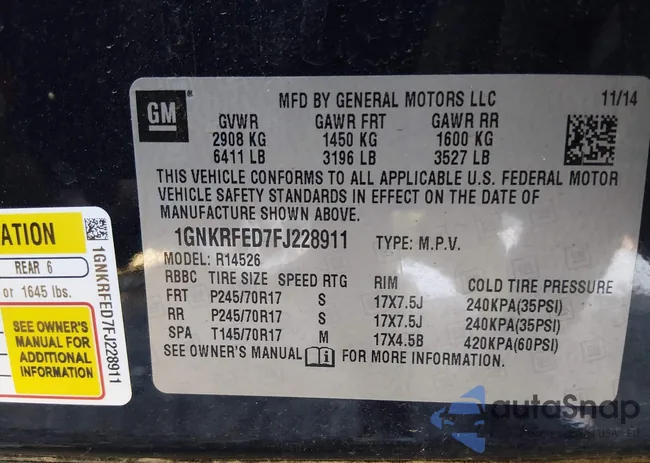 GM
MFD BY GENERAL MOTORS LLC 11/14
GVWR GAWR FRT GAWR RR
2908 KG 1450 KG 1600 KG
6411 LB 3196 LB 3527 LB
THIS VEHICLE CONFORMS TO ALL APPLICABLE U.S. FEDERAL MOTOR
VEHICLE SAFETY STANDARDS IN EFFECT ON THE DATE OF
MANUFACTURE SHOWN ABOVE.
1GNKRFED7FJ228911 TYPE: M.P.V.
MODEL: R14526
RBBC TIRE SIZE SPEED RTG RIM COLD TIRE PRESSURE
FRT P245/70R17 S 17X7.5J 240KPA(35PSI)
RR P245/70R17 S 17X7.5J 240KPA(35PSI)
SPA T145/70R17 M 17X4.5B 420KPA(60PSI)
SEE OWNER'S MANUAL i FOR MORE INFORMATION.
ATION
REAR 6
or 1645 lbs.
SEE OWNER'S
MANUAL FOR
ADDITIONAL
INFORMATION
1GNKRFED7FJ228911
autoSnap